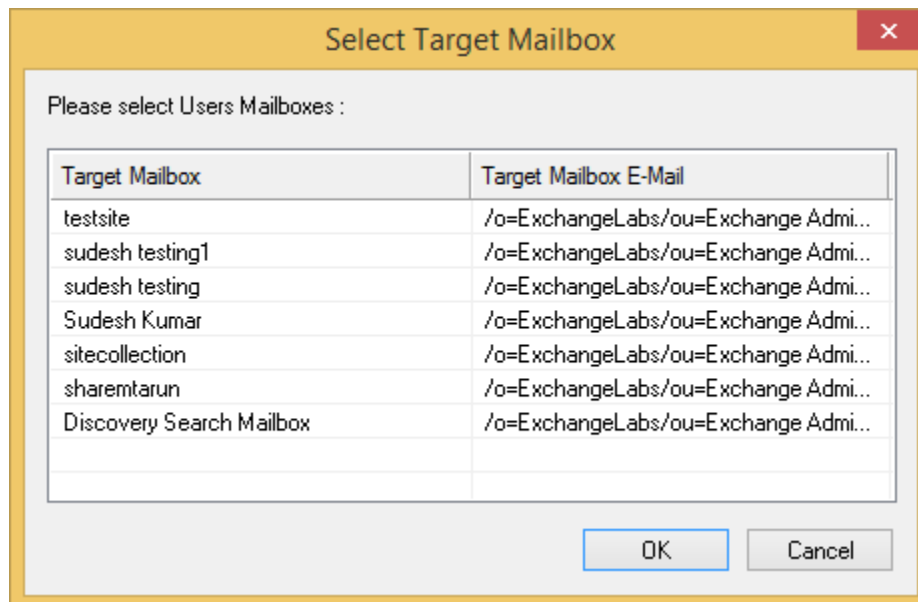 Select Target Mailbox
Please select Users Mailboxes :
Target Mailbox Target Mailbox E-Mail
testsite /o=ExchangeLabs/ou=Exchange Admi...
sudesh testing1 /o=ExchangeLabs/ou=Exchange Admi...
sudesh testing /o=ExchangeLabs/ou=Exchange Admi...
Sudesh Kumar /o=ExchangeLabs/ou=Exchange Admi...
sitecollection /o=ExchangeLabs/ou=Exchange Admi...
sharemtarun /o=ExchangeLabs/ou=Exchange Admi...
Discovery Search Mailbox /o=ExchangeLabs/ou=Exchange Admi...
OK Cancel